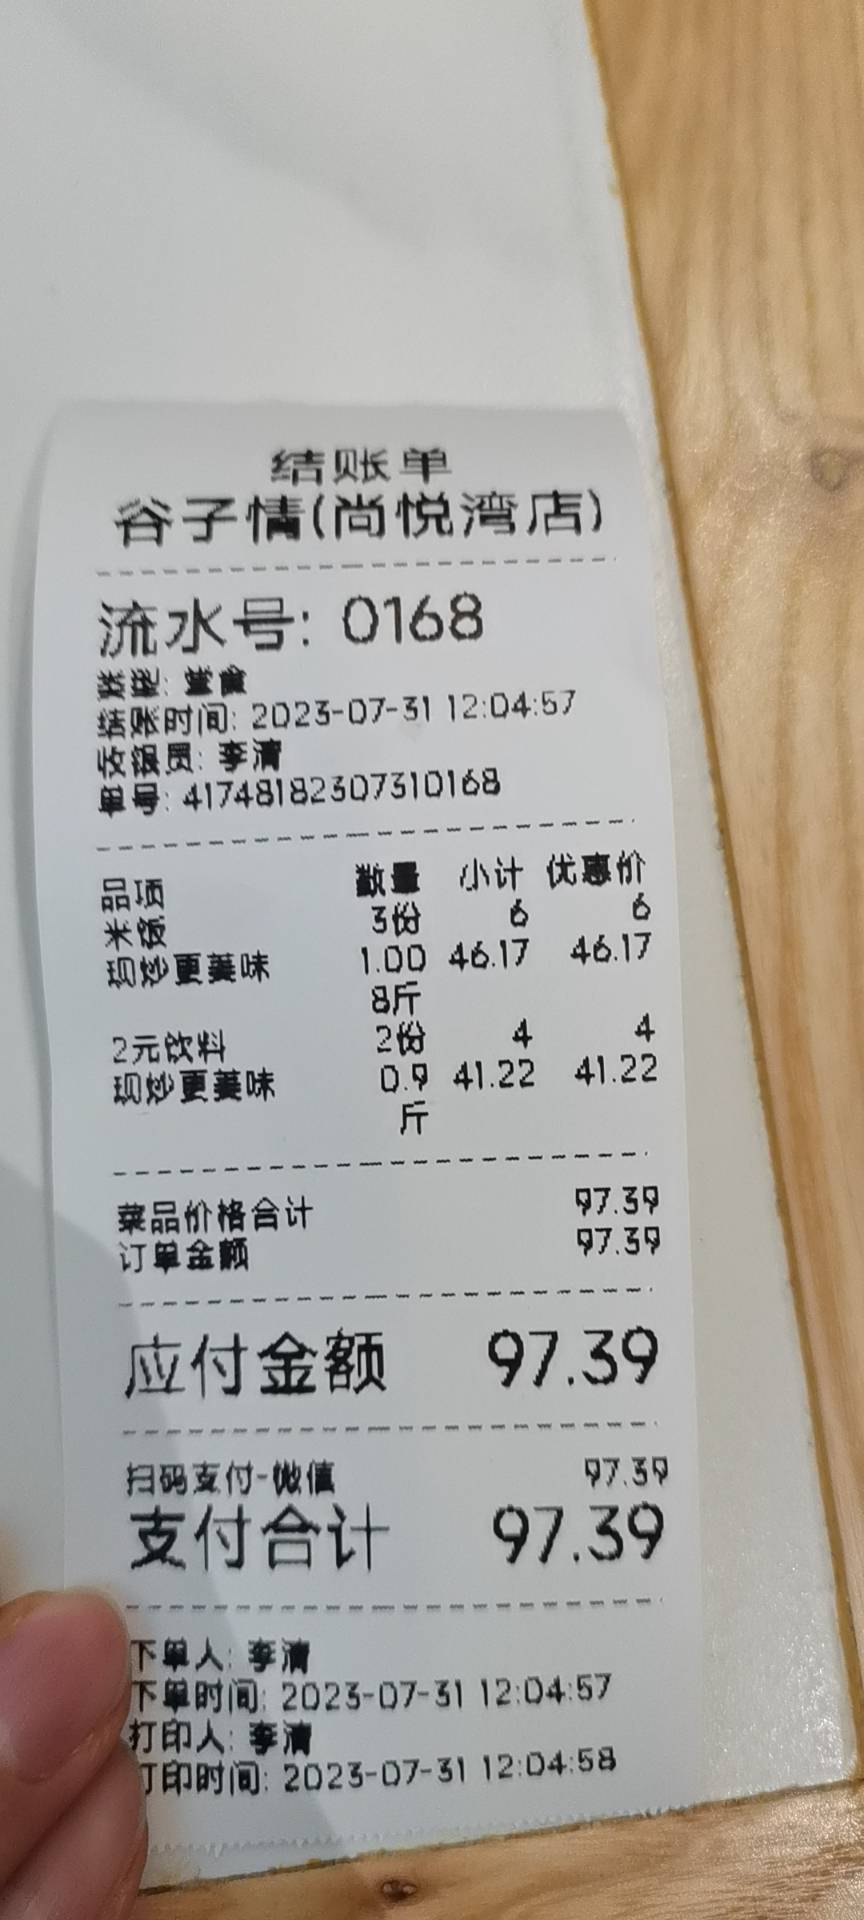 结账单
谷子情(尚悦湾店)
流水号: 0168
类型: 堂食
结账时间: 2023-07-31 12:04:57
收银员: 李清
单号: 41748182307310168
品项 数量 小计 优惠价
米饭 3份 6 6
现炒更美味 1.00 46.17 46.17
8斤
2元饮料 2份 4 4
现炒更美味 0.9 41.22 41.22
斤
菜品价格合计 97.39
订单金额 97.39
应付金额 97.39
扫码支付-微信 97.39
支付合计 97.39
下单人: 李清
下单时间: 2023-07-31 12:04:57
打印人: 李清
打印时间: 2023-07-31 12:04:58